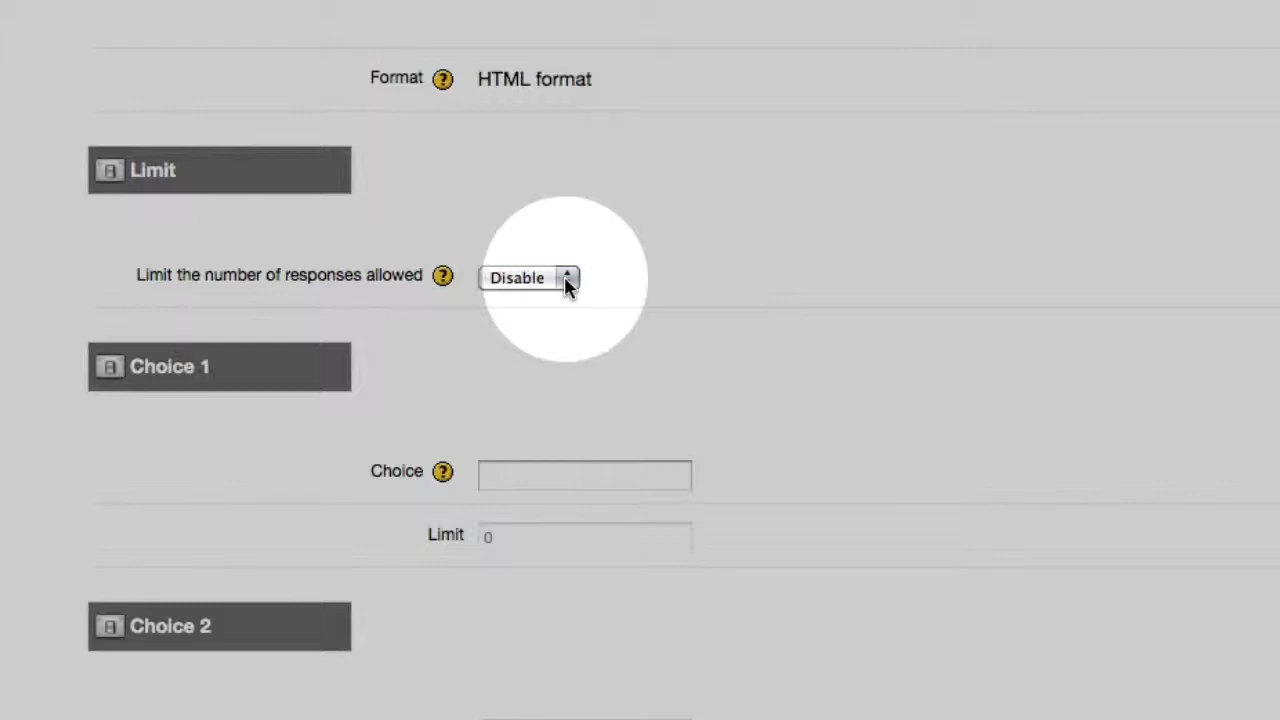 Format ? HTML format
Limit
Limit the number of responses allowed ? Disable
Choice 1
Choice ?
Limit 0
Choice 2